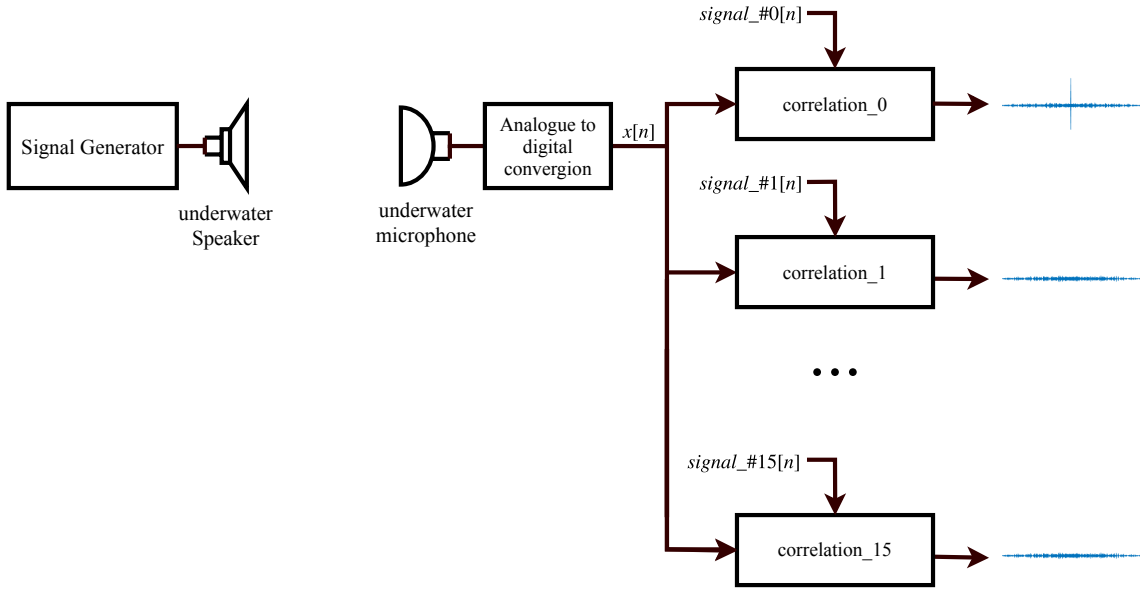 Signal Generator
underwater
Speaker
underwater
microphone
Analogue to
digital
convergion
x[n]
signal_#0[n]
correlation_0
signal_#1[n]
correlation_1
•••
signal_#15[n]
correlation_15